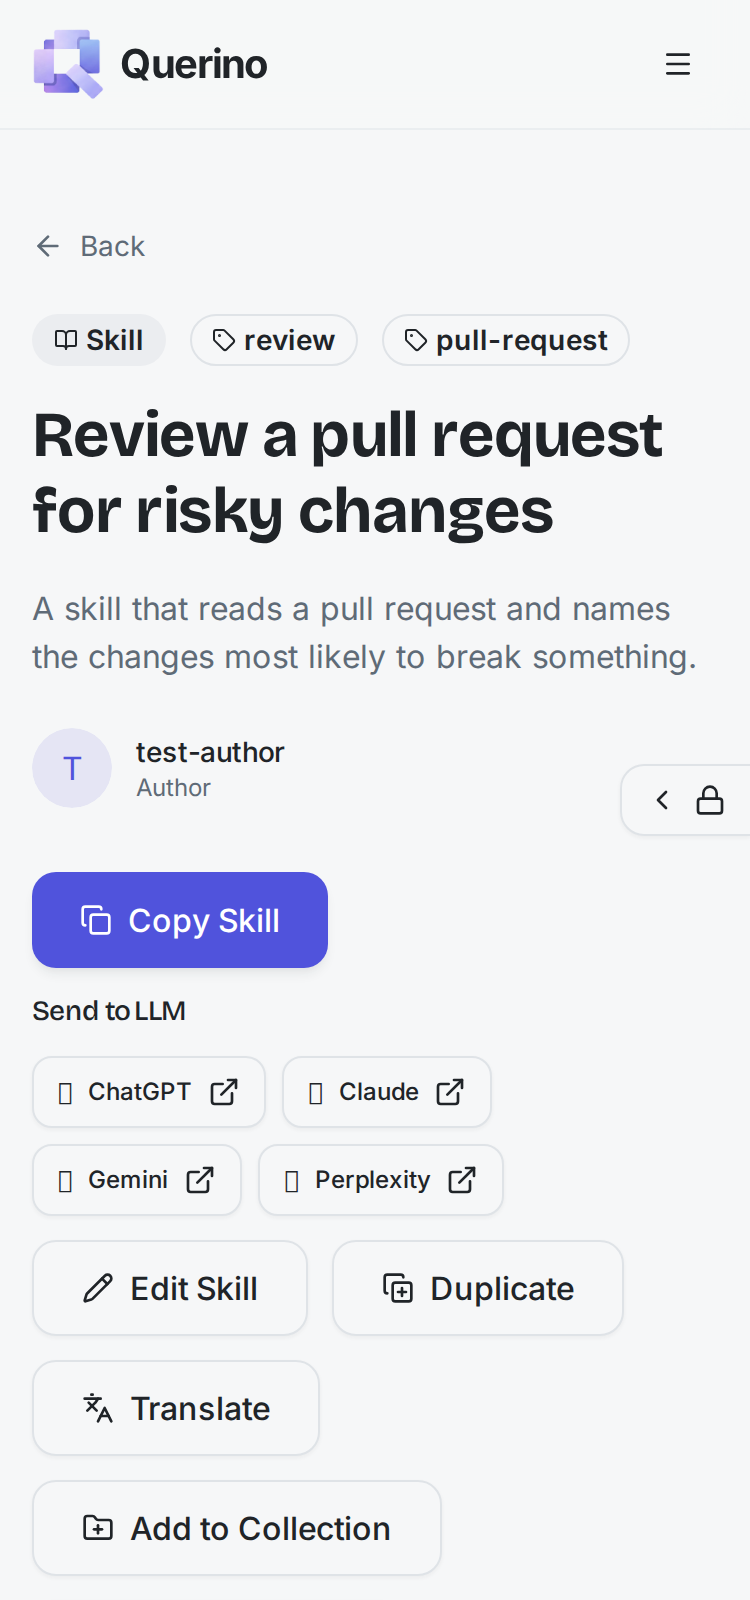 Querino
Back
Skill
review
pull-request
Review a pull request
for risky changes
A skill that reads a pull request and names
the changes most likely to break something.
T
test-author
Author
Copy Skill
Send to LLM
ChatGPT
Claude
Gemini
Perplexity
Edit Skill
Duplicate
Translate
Add to Collection